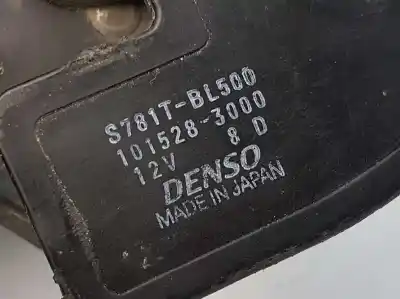 S781T-BL500
101528-3000
12V 8 D
DENSO
MADE IN JAPAN